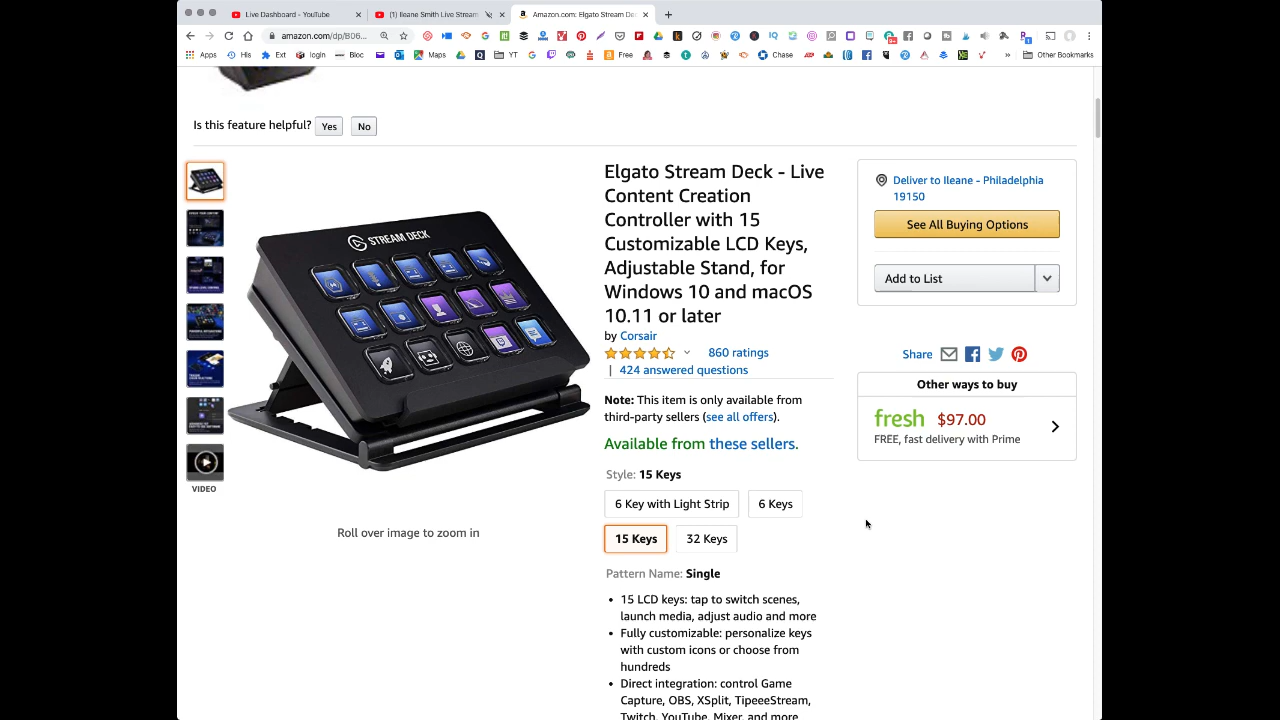 Live Dashboard - YouTube
(1) Ileane Smith Live Stream
Amazon.com: Elgato Stream De
amazon.com/dp/B06...
Apps
His
Ext
login
Bloc
Maps
YT
Free
Chase
Other Bookmarks
Is this feature helpful? Yes No
STREAM DECK
VIDEO
Roll over image to zoom in
Elgato Stream Deck - Live
Content Creation
Controller with 15
Customizable LCD Keys,
Adjustable Stand, for
Windows 10 and macOS
10.11 or later
by Corsair
860 ratings
| 424 answered questions
Note: This item is only available from
third-party sellers (see all offers).
Available from these sellers.
Style: 15 Keys
6 Key with Light Strip
6 Keys
15 Keys
32 Keys
Pattern Name: Single
• 15 LCD keys: tap to switch scenes,
launch media, adjust audio and more
• Fully customizable: personalize keys
with custom icons or choose from
hundreds
• Direct integration: control Game
Capture, OBS, XSplit, TipeeeStream,
Twitch, YouTube, Mixer, and more
Deliver to Ileane - Philadelphia
19150
See All Buying Options
Add to List
Share
Other ways to buy
fresh $97.00
FREE, fast delivery with Prime